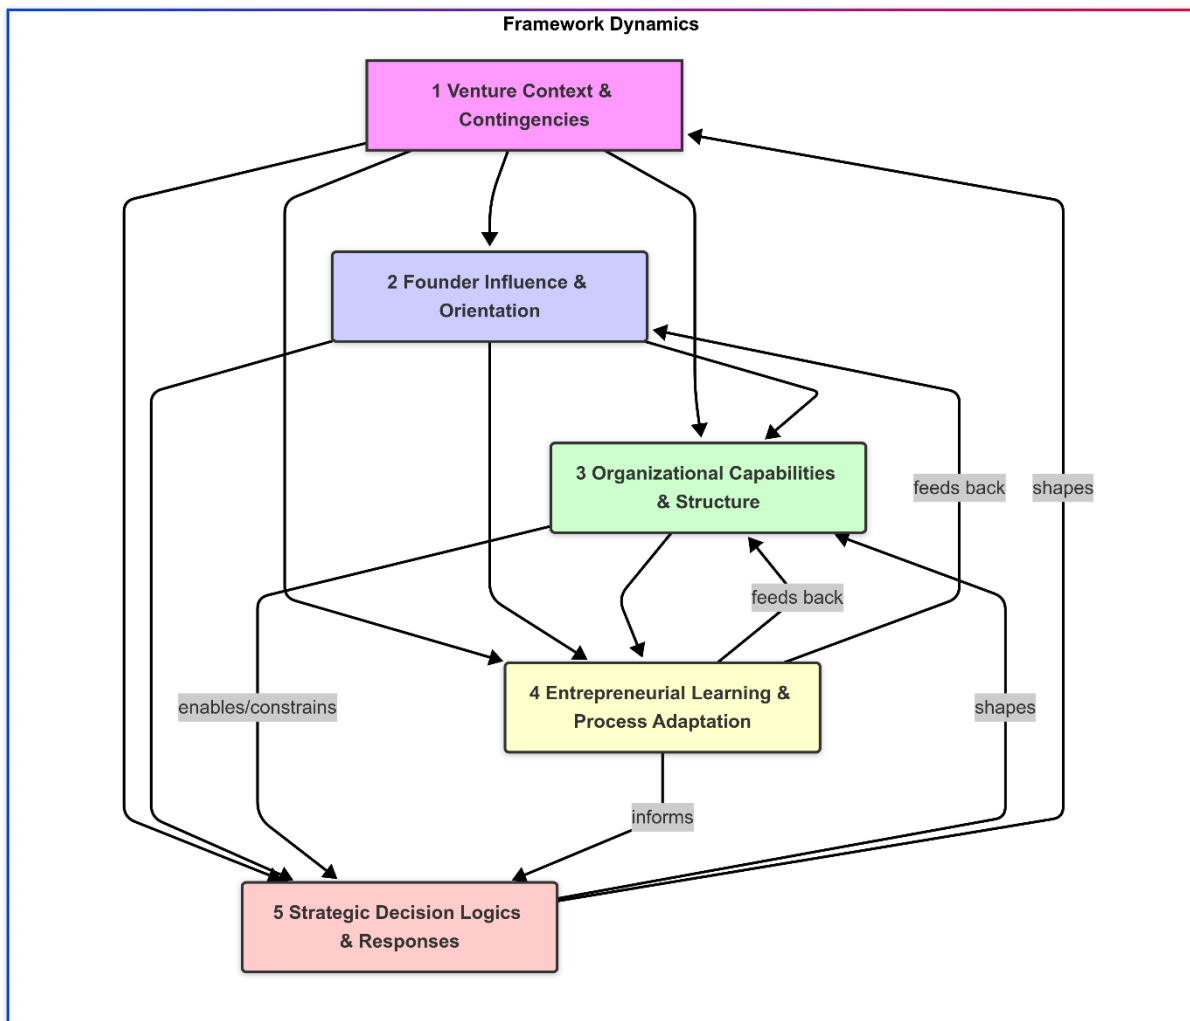 Framework Dynamics
1 Venture Context &
Contingencies
2 Founder Influence &
Orientation
3 Organizational Capabilities
& Structure
feeds back
shapes
feeds back
4 Entrepreneurial Learning &
Process Adaptation
enables/constrains
shapes
informs
5 Strategic Decision Logics
& Responses